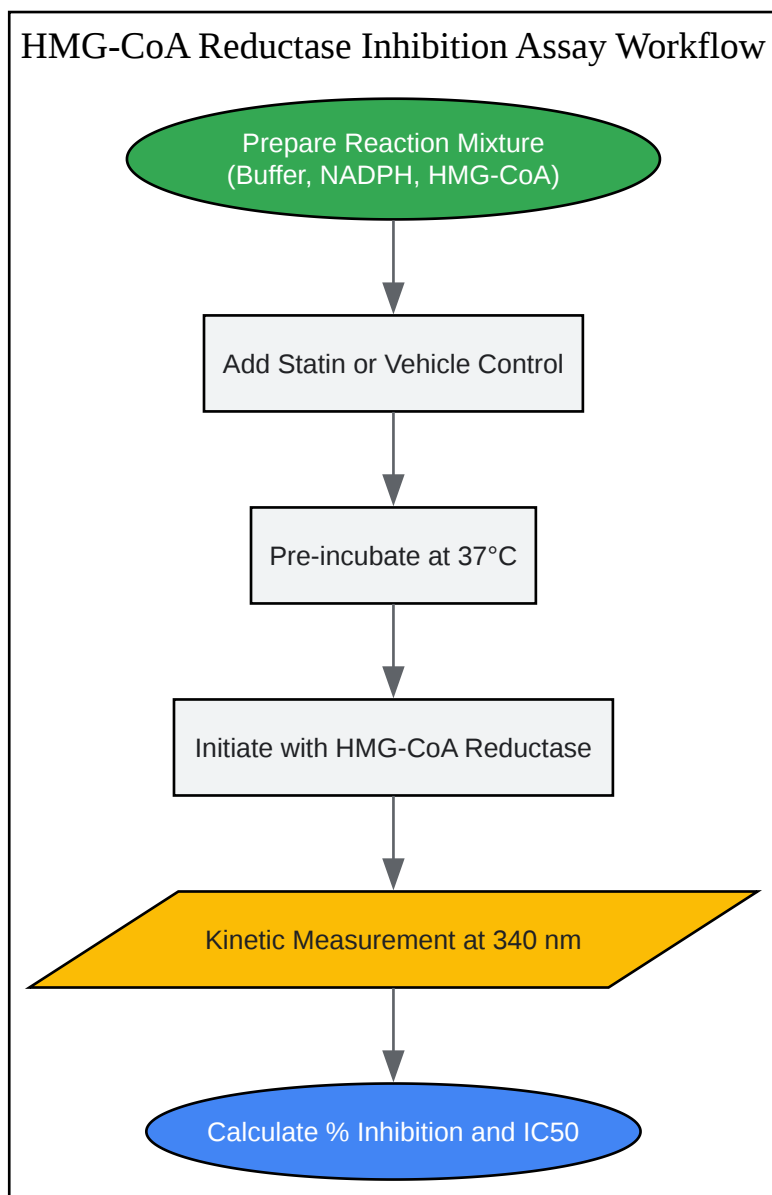 HMG-CoA Reductase Inhibition Assay Workflow
Prepare Reaction Mixture
(Buffer, NADPH, HMG-CoA)
Add Statin or Vehicle Control
Pre-incubate at 37°C
Initiate with HMG-CoA Reductase
Kinetic Measurement at 340 nm
Calculate % Inhibition and IC50